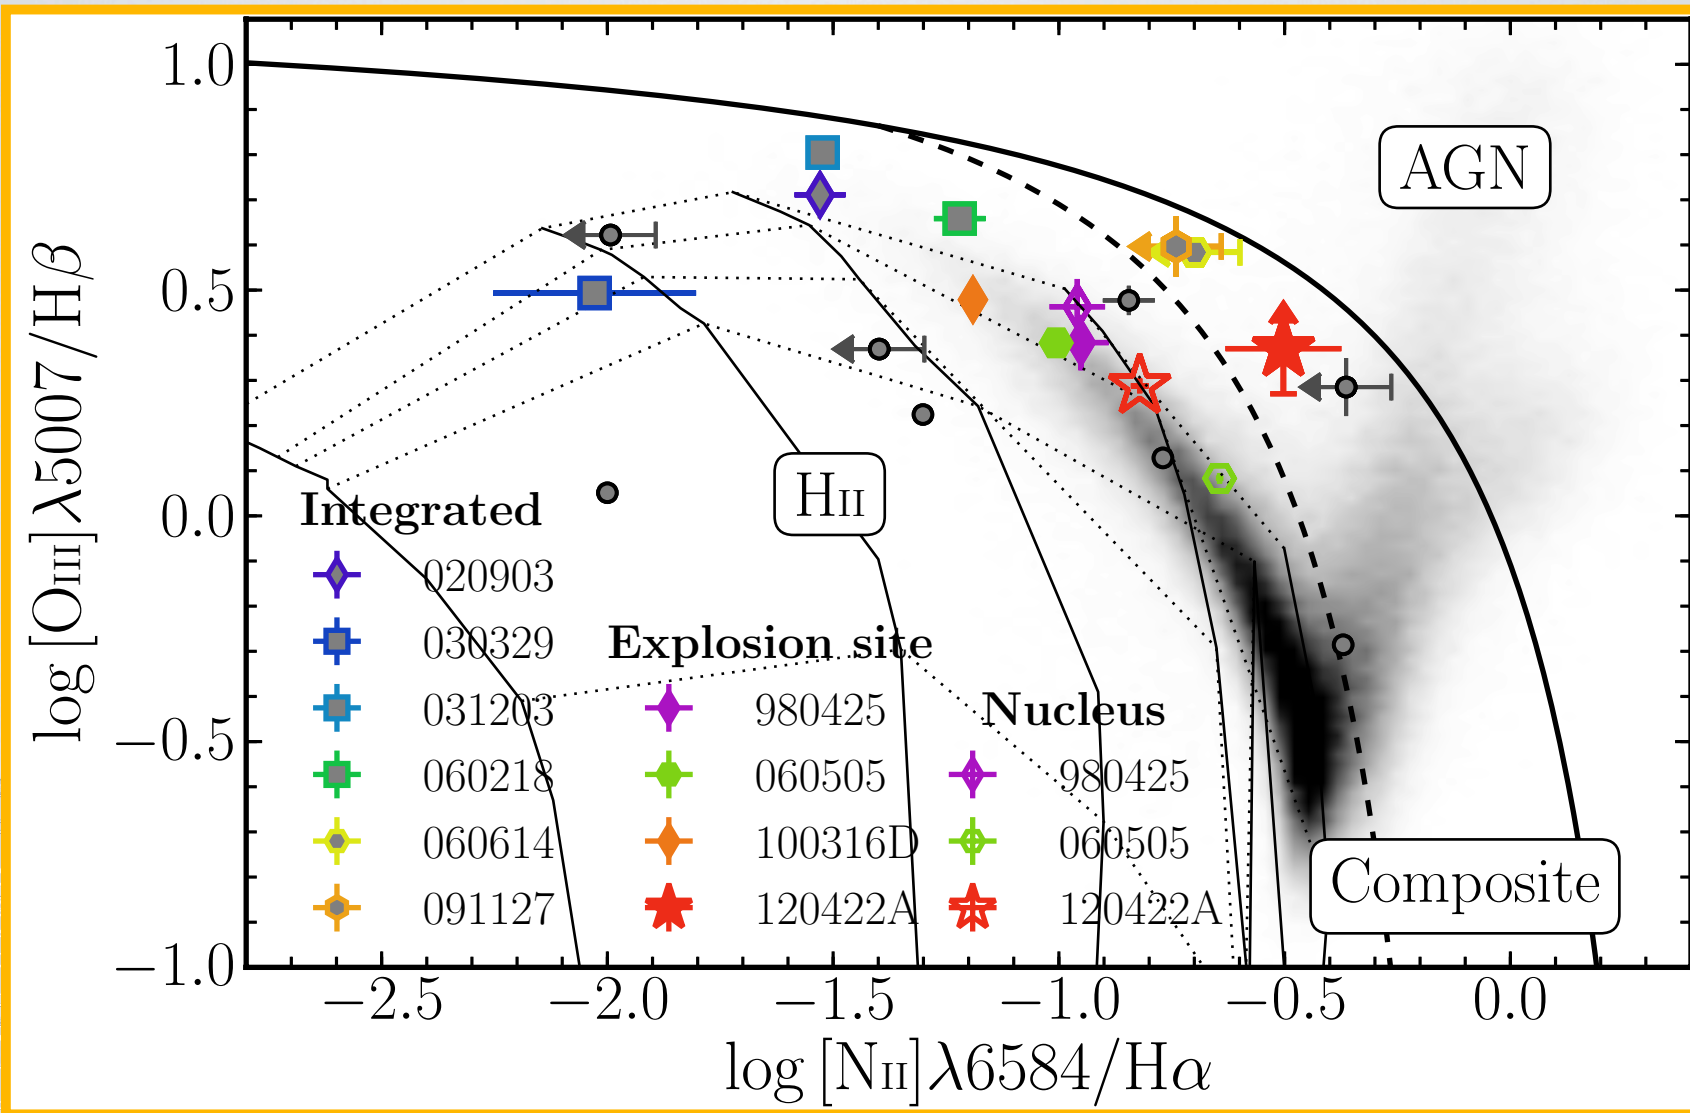 log [OIII]λ5007/Hβ
1.0
0.5
0.0
−0.5
−1.0
AGN
HII
Composite
Integrated
020903
030329
031203
060218
060614
091127
Explosion site
980425
060505
100316D
120422A
Nucleus
980425
060505
120422A
−2.5 −2.0 −1.5 −1.0 −0.5 0.0
log [NII]λ6584/Hα